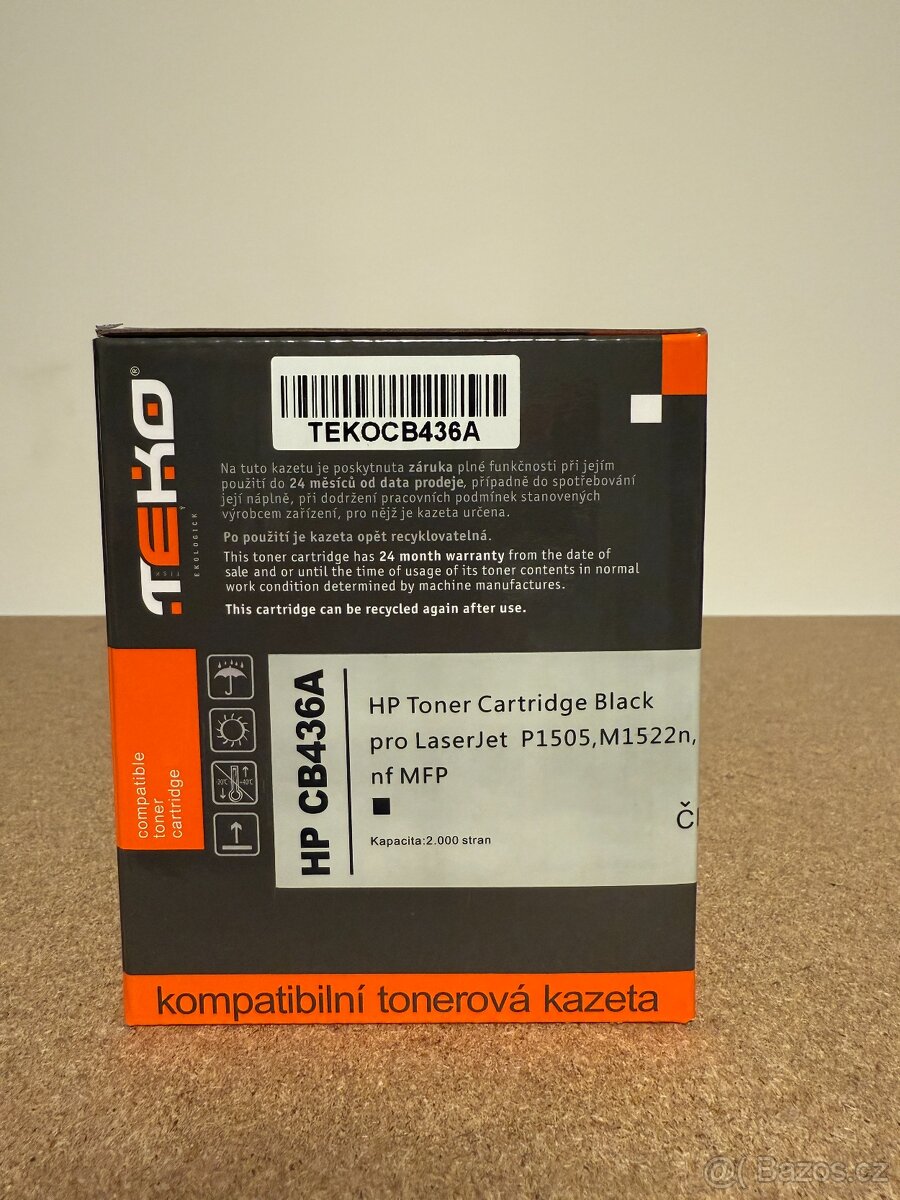 TEKOCB436A
TEKO®
EKOLOGICKÝ
TISK
Na tuto kazetu je poskytnuta záruka plné funkčnosti při jejím
použití do 24 měsíců od data prodeje, případně do spotřebování
její náplně, při dodržení pracovních podmínek stanovených
výrobcem zařízení, pro nějž je kazeta určena.
Po použití je kazeta opět recyklovatelná.
This toner cartridge has 24 month warranty from the date of
sale and or until the time of usage of its toner contents in normal
work condition determined by machine manufactures.
This cartridge can be recycled again after use.
compatible
toner
cartridge
-20°C
+40°C
HP CB436A
HP Toner Cartridge Black
pro LaserJet P1505,M1522n,
nf MFP
Č
Kapacita:2.000 stran
kompatibilní tonerová kazeta
@( Bazos.cz